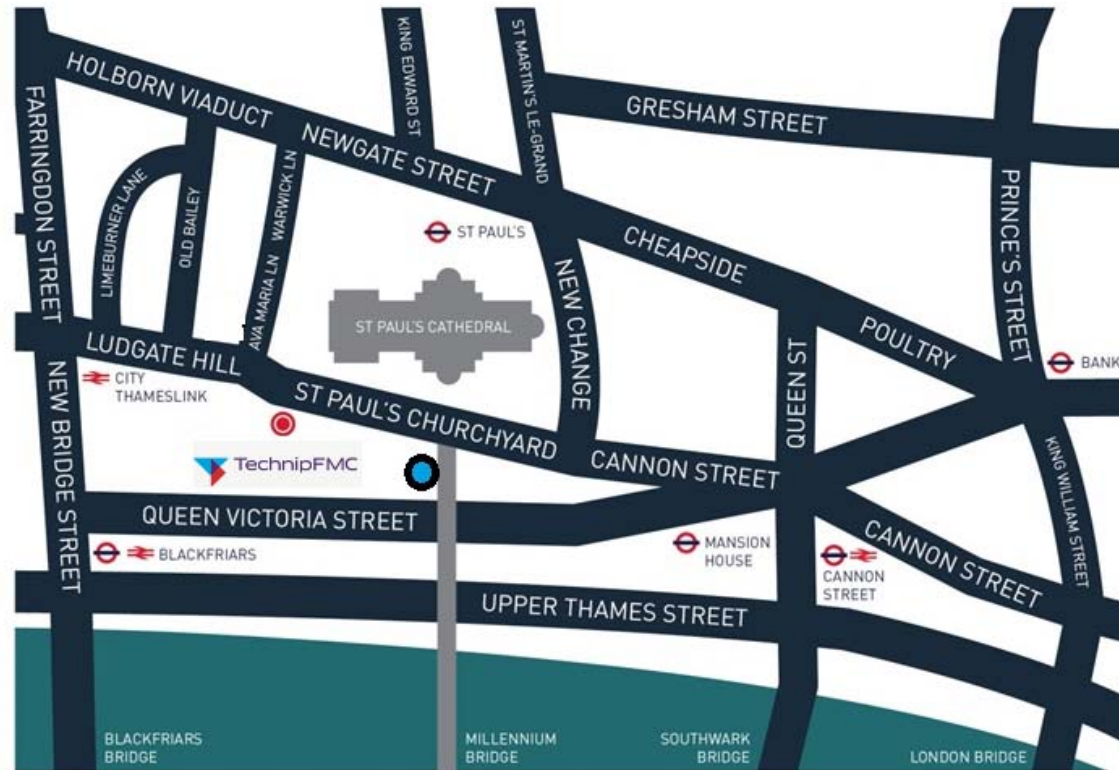 KING EDWARD ST
ST MARTIN'S LE-GRAND
HOLBORN VIADUCT
NEWGATE STREET
GRESHAM STREET
FARRINGDON STREET
LIMEBURNER LANE
OLD BAILEY
WARWICK LN
AVA MARIA LN
ST PAUL'S
CHEAPSIDE
PRINCE'S STREET
NEW CHANGE
ST PAUL'S CATHEDRAL
POULTRY
BANK
LUDGATE HILL
CITY
THAMESLINK
ST PAUL'S CHURCHYARD
QUEEN ST
NEW BRIDGE STREET
TechnipFMC
CANNON STREET
KING WILLIAM STREET
QUEEN VICTORIA STREET
BLACKFRIARS
MANSION
HOUSE
CANNON
STREET
CANNON STREET
UPPER THAMES STREET
BLACKFRIARS
BRIDGE
MILLENNIUM
BRIDGE
SOUTHWARK
BRIDGE
LONDON BRIDGE